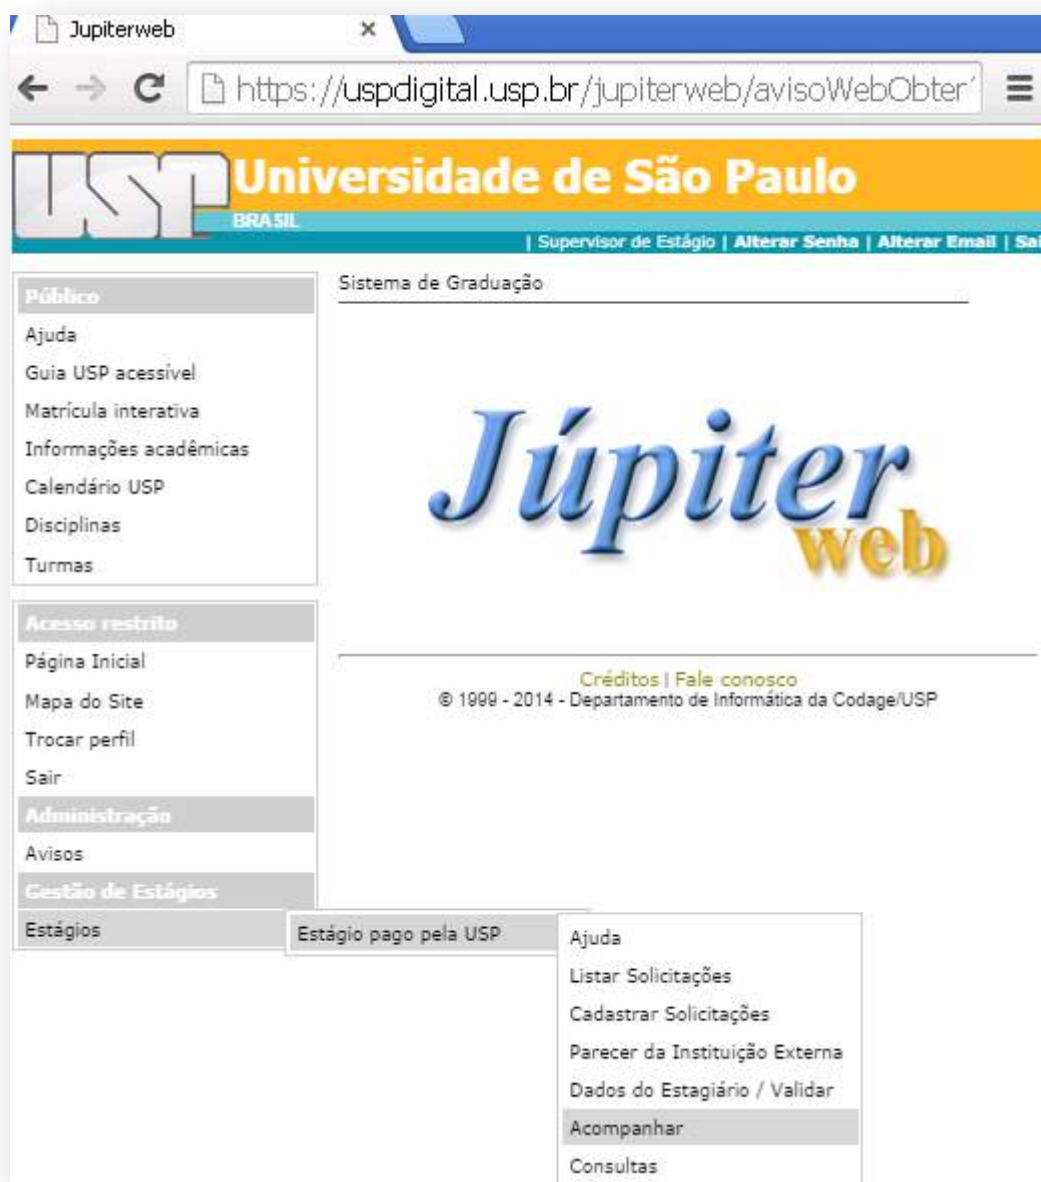 Jupiterweb
https://uspdigital.usp.br/jupiterweb/avisoWebObter
USP
Universidade de São Paulo
BRASIL
| Supervisor de Estágio | Alterar Senha | Alterar Email | Sai
Público
Ajuda
Guia USP acessível
Matrícula interativa
Informações acadêmicas
Calendário USP
Disciplinas
Turmas
Acesso restrito
Página Inicial
Mapa do Site
Trocar perfil
Sair
Administração
Avisos
Gestão de Estágios
Estágios
Sistema de Graduação
Júpiter
web
Créditos | Fale conosco
© 1999 - 2014 - Departamento de Informática da Codage/USP
Estágio pago pela USP
Ajuda
Listar Solicitações
Cadastrar Solicitações
Parecer da Instituição Externa
Dados do Estagiário / Validar
Acompanhar
Consultas